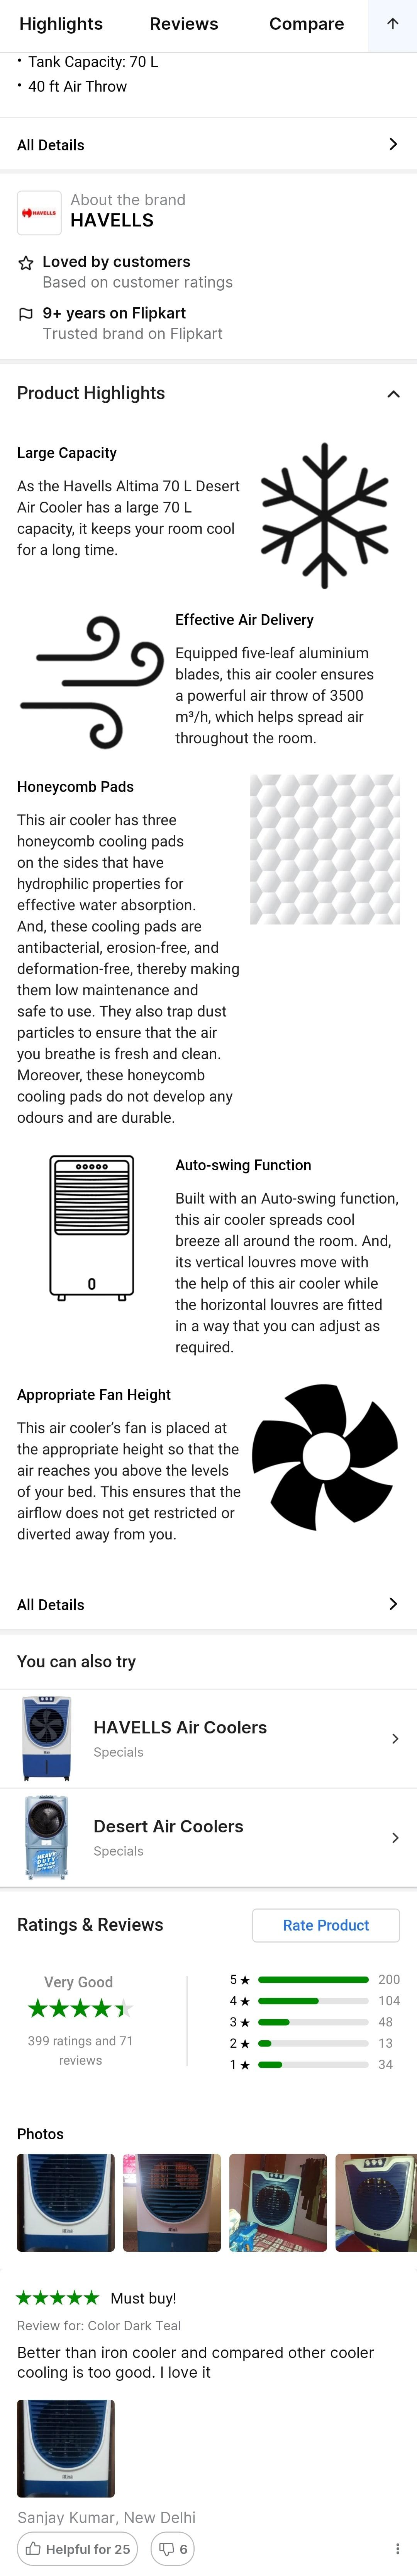 Highlights Reviews Compare
• Tank Capacity: 70 L
• 40 ft Air Throw
All Details
HAVELLS
About the brand
HAVELLS
Loved by customers
Based on customer ratings
9+ years on Flipkart
Trusted brand on Flipkart
Product Highlights
Large Capacity
As the Havells Altima 70 L Desert
Air Cooler has a large 70 L
capacity, it keeps your room cool
for a long time.
Effective Air Delivery
Equipped five-leaf aluminium
blades, this air cooler ensures
a powerful air throw of 3500
m³/h, which helps spread air
throughout the room.
Honeycomb Pads
This air cooler has three
honeycomb cooling pads
on the sides that have
hydrophilic properties for
effective water absorption.
And, these cooling pads are
antibacterial, erosion-free, and
deformation-free, thereby making
them low maintenance and
safe to use. They also trap dust
particles to ensure that the air
you breathe is fresh and clean.
Moreover, these honeycomb
cooling pads do not develop any
odours and are durable.
Auto-swing Function
Built with an Auto-swing function,
this air cooler spreads cool
breeze all around the room. And,
its vertical louvres move with
the help of this air cooler while
the horizontal louvres are fitted
in a way that you can adjust as
required.
Appropriate Fan Height
This air cooler’s fan is placed at
the appropriate height so that the
air reaches you above the levels
of your bed. This ensures that the
airflow does not get restricted or
diverted away from you.
All Details
You can also try
HAVELLS Air Coolers
Specials
HEAVY
DUTY
Desert Air Coolers
Specials
Ratings & Reviews
Rate Product
Very Good
399 ratings and 71
reviews
5★ 200
4★ 104
3★ 48
2★ 13
1★ 34
Photos
Must buy!
Review for: Color Dark Teal
Better than iron cooler and compared other cooler
cooling is too good. I love it
Sanjay Kumar, New Delhi
Helpful for 25 6